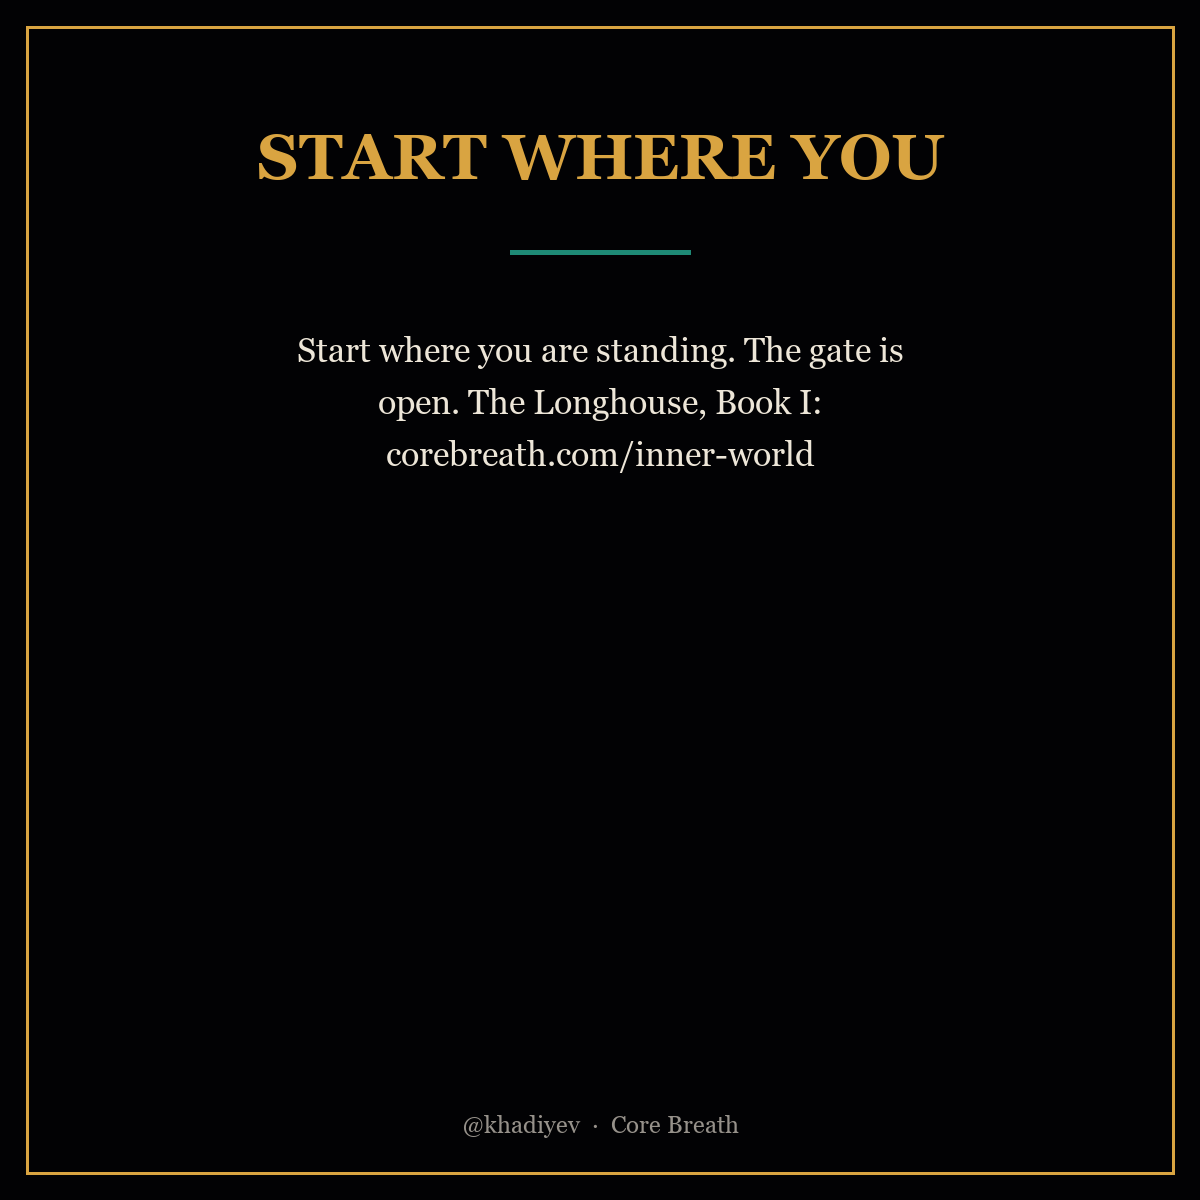 START WHERE YOU
Start where you are standing. The gate is
open. The Longhouse, Book I:
corebreath.com/inner-world
@khadiyev · Core Breath